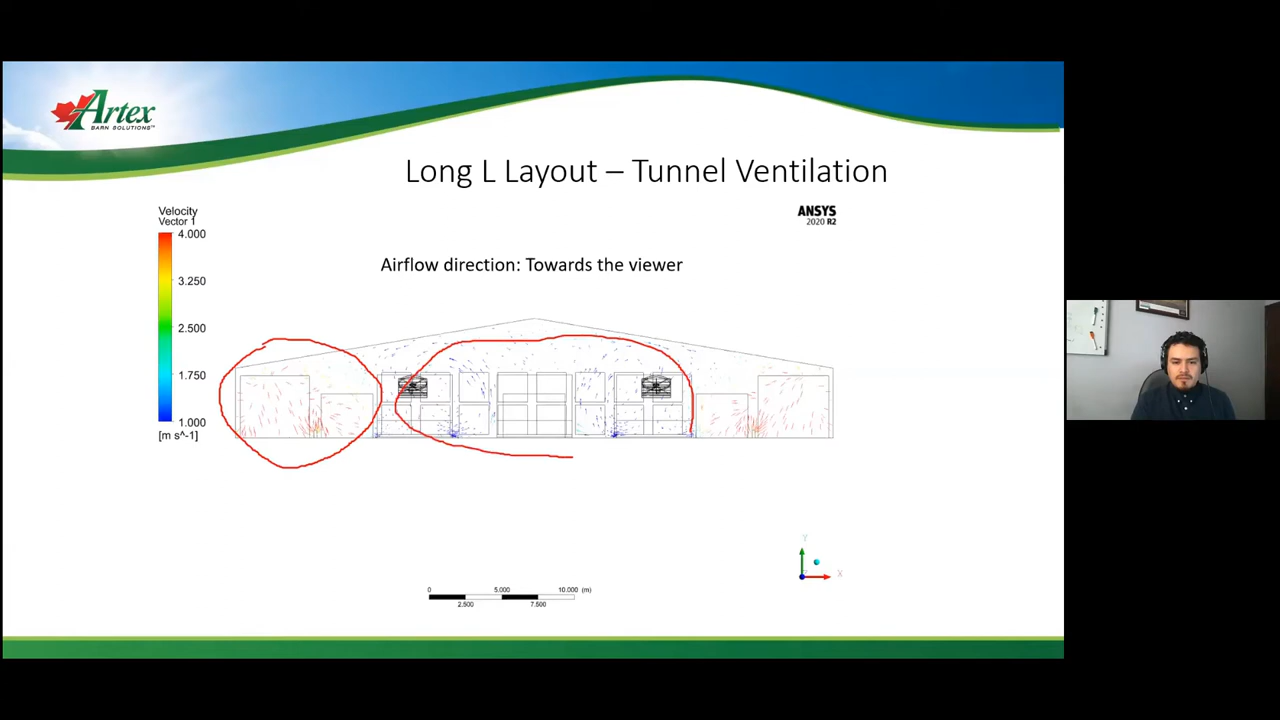 Artex
BARN SOLUTIONS™
Long L Layout – Tunnel Ventilation
Velocity
Vector 1
4.000
3.250
2.500
1.750
1.000
[m s^-1]
ANSYS
2020 R2
Airflow direction: Towards the viewer
Y
X
0
5.000
10.000
(m)
2.500
7.500